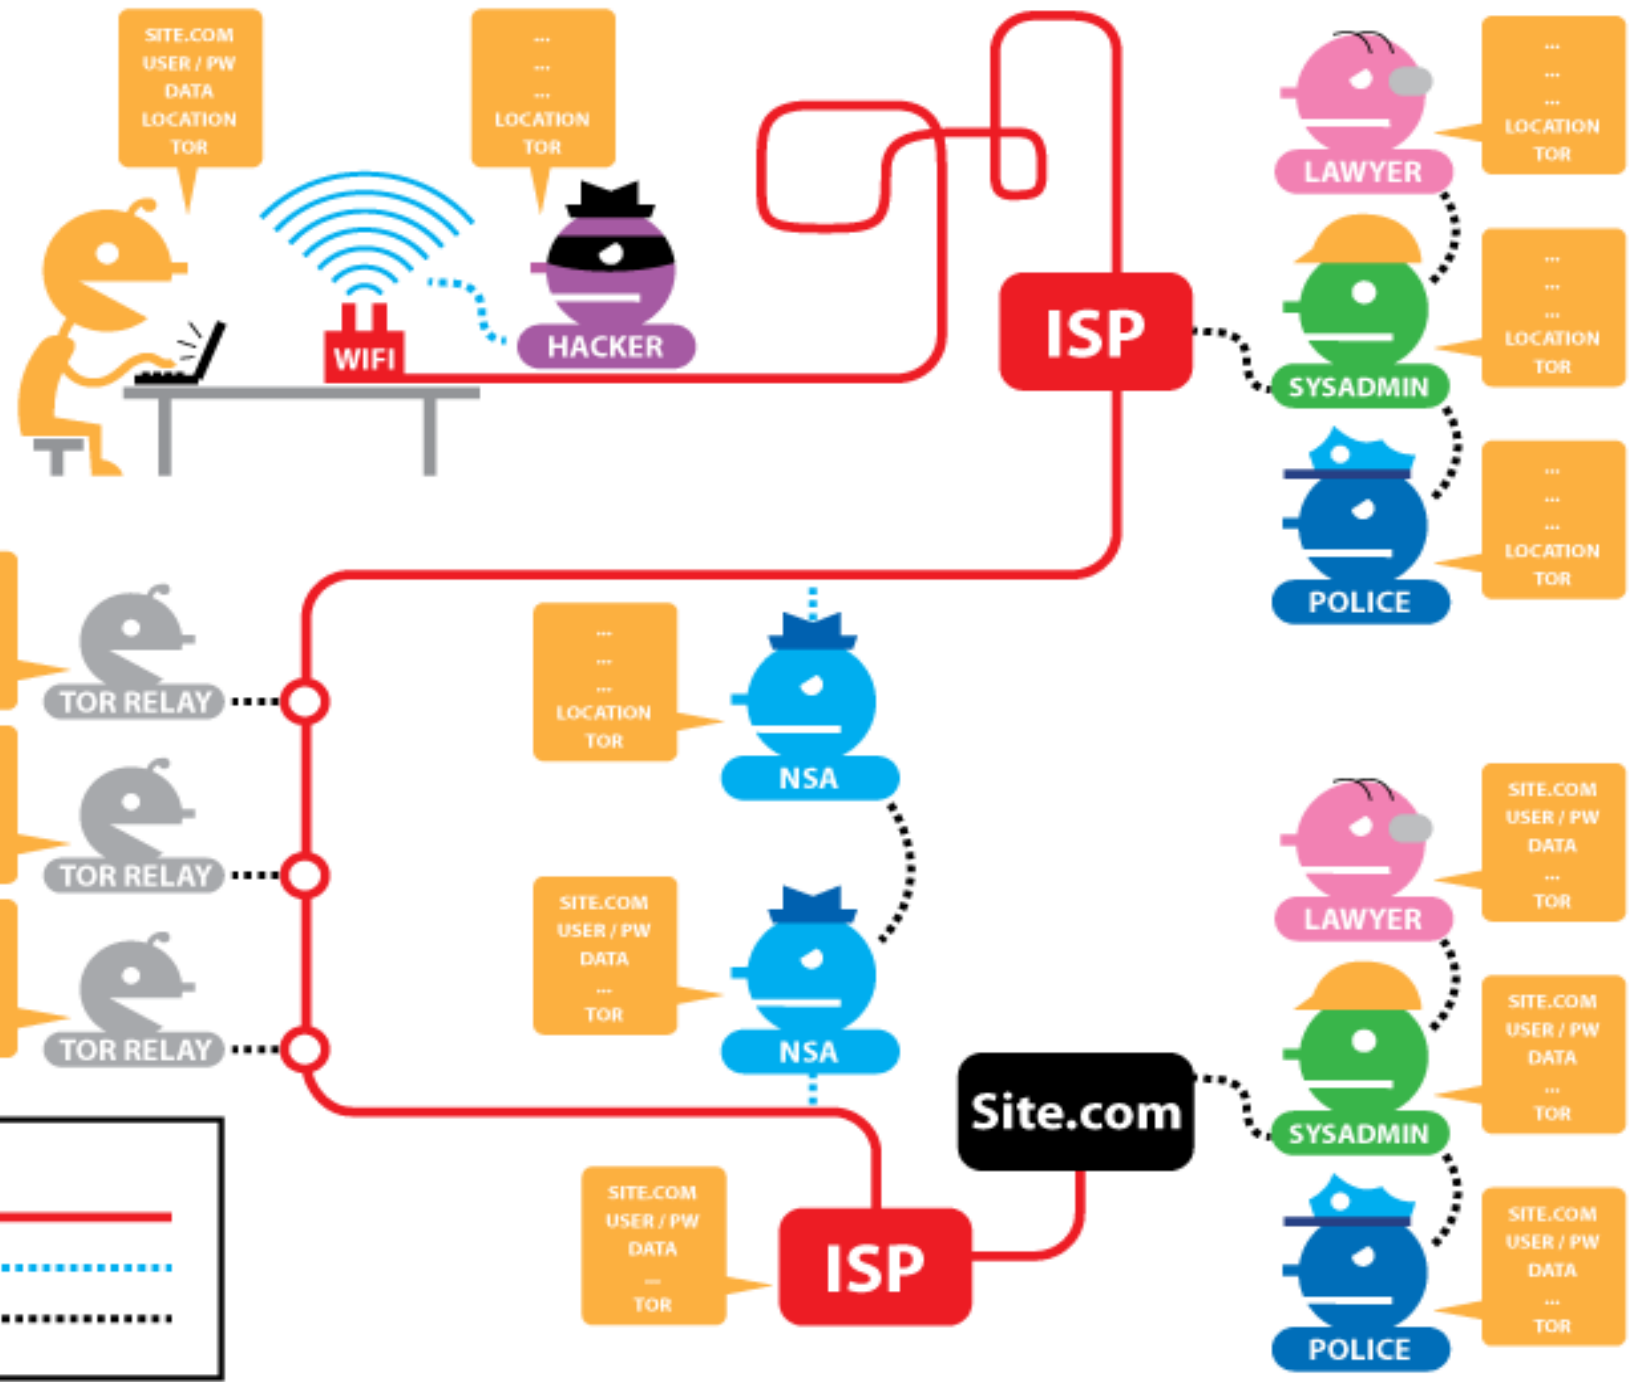 SITE.COM
USER / PW
DATA
LOCATION
TOR
...
...
...
LOCATION
TOR
WIFI
HACKER
ISP
...
...
...
LOCATION
TOR
LAWYER
...
...
...
LOCATION
TOR
SYSADMIN
...
...
...
LOCATION
TOR
POLICE
TOR RELAY
TOR RELAY
TOR RELAY
...
...
...
LOCATION
TOR
NSA
SITE.COM
USER / PW
DATA
...
TOR
NSA
SITE.COM
USER / PW
DATA
...
TOR
ISP
Site.com
SITE.COM
USER / PW
DATA
...
TOR
LAWYER
SITE.COM
USER / PW
DATA
...
TOR
SYSADMIN
SITE.COM
USER / PW
DATA
...
TOR
POLICE